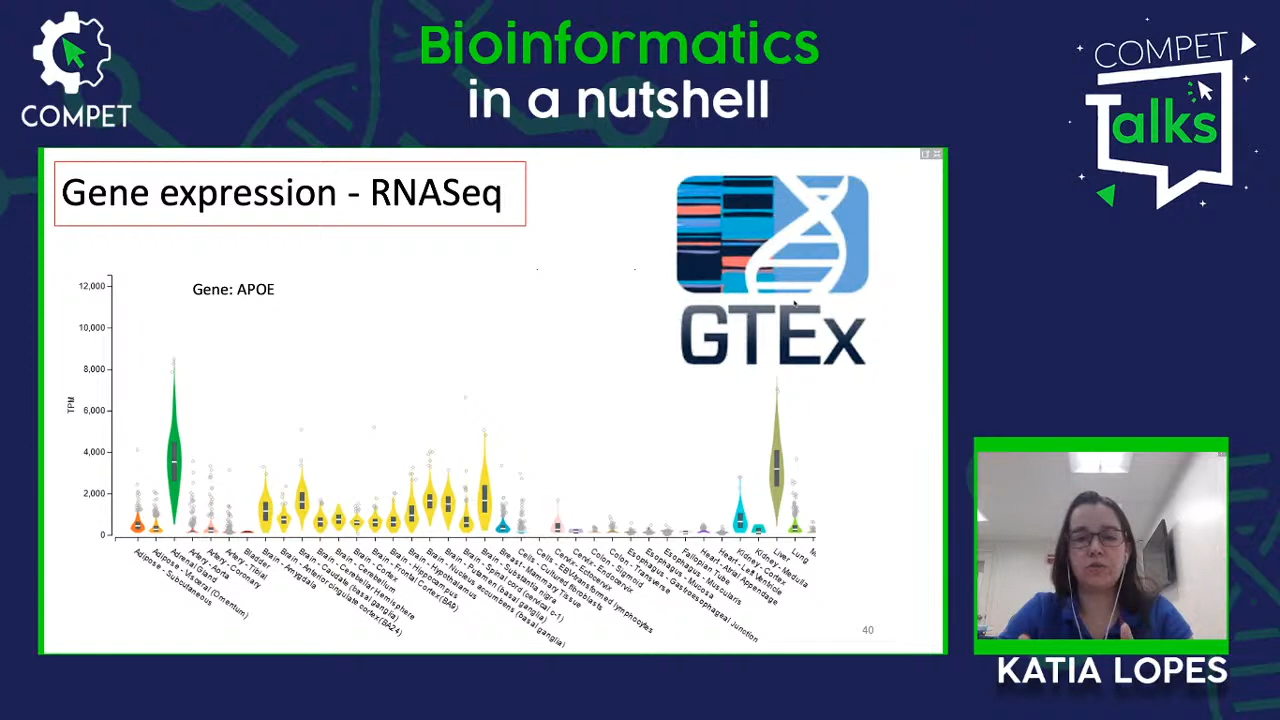 Bioinformatics
in a nutshell
COMPET
COMPET
Talks
Gene expression - RNASeq
GTEx
Gene: APOE
TPM
12,000
10,000
8,000
6,000
4,000
2,000
0
Adipose - Subcutaneous
Adipose - Visceral (Omentum)
Adrenal Gland
Artery - Aorta
Artery - Coronary
Artery - Tibial
Bladder
Brain - Amygdala
Brain - Anterior cingulate cortex (BA24)
Brain - Caudate (basal ganglia)
Brain - Cerebellar Hemisphere
Brain - Cerebellum
Brain - Cortex
Brain - Frontal Cortex (BA9)
Brain - Hippocampus
Brain - Hypothalamus
Brain - Nucleus accumbens (basal ganglia)
Brain - Putamen (basal ganglia)
Brain - Spinal cord (cervical c-1)
Brain - Substantia nigra
Breast - Mammary Tissue
Cells - Cultured fibroblasts
Cells - EBV-transformed lymphocytes
Cervix - Ectocervix
Cervix - Endocervix
Colon - Sigmoid
Colon - Transverse
Esophagus - Gastroesophageal Junction
Esophagus - Mucosa
Esophagus - Muscularis
Fallopian Tube
Heart - Atrial Appendage
Heart - Left Ventricle
Kidney - Cortex
Kidney - Medulla
Liver
Lung
40
KATIA LOPES